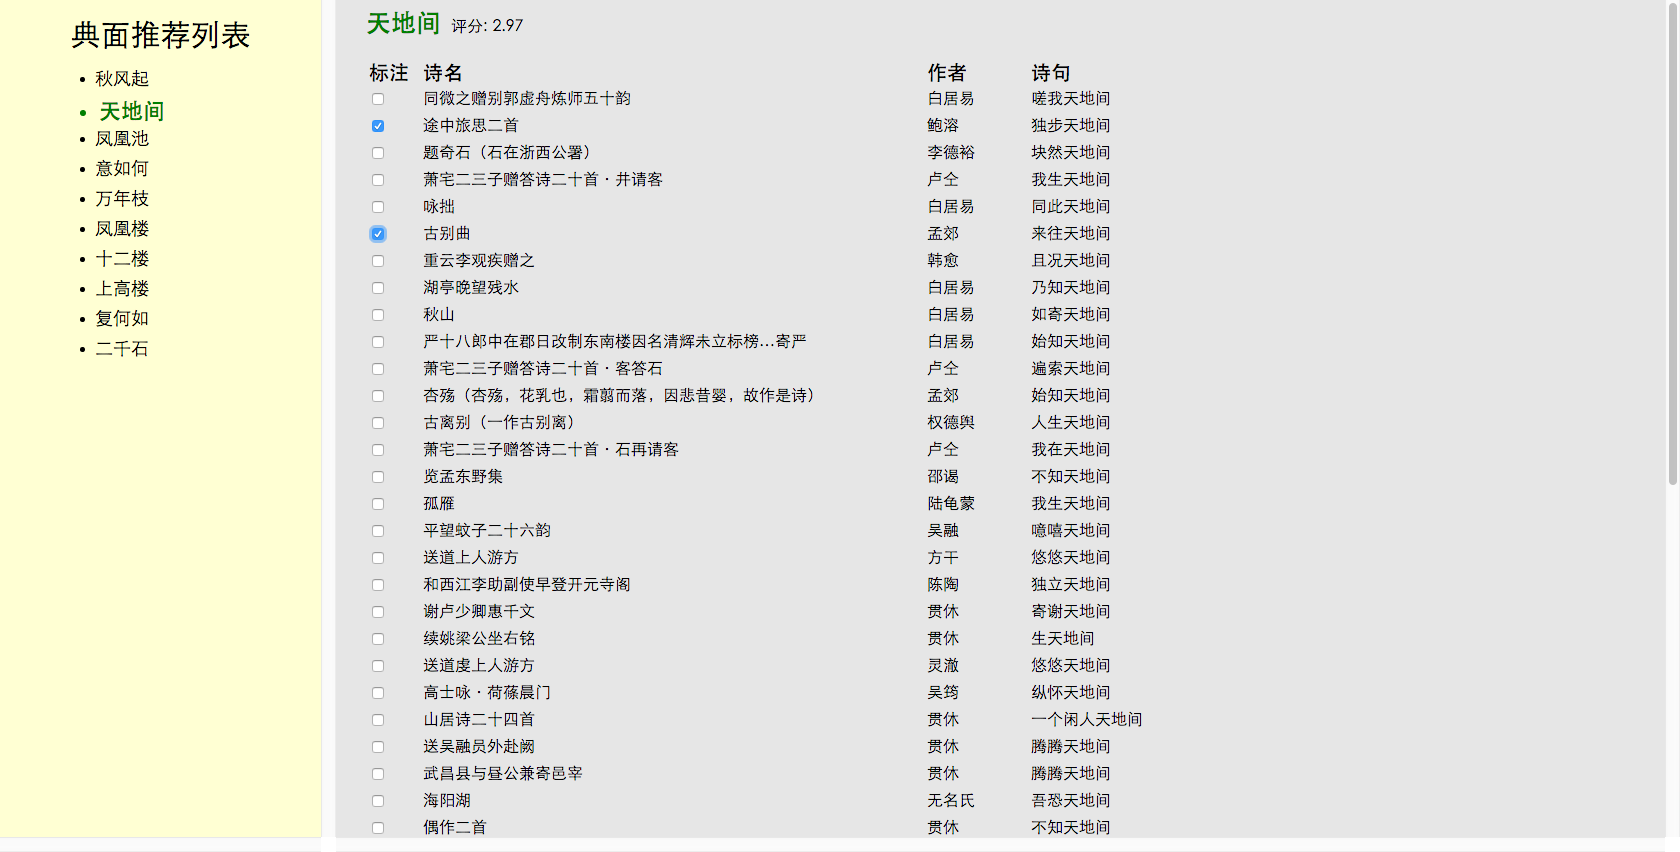 典面推荐列表
秋风起
天地间
凤凰池
意如何
万年枝
凤凰楼
十二楼
上高楼
复何如
二千石
天地间 评分: 2.97
标注 诗名 作者 诗句
同微之赠别郭虚舟炼师五十韵 白居易 嗟我天地间
途中旅思二首 鲍溶 独步天地间
题奇石（石在浙西公署） 李德裕 块然天地间
萧宅二三子赠答诗二十首·井请客 卢仝 我生天地间
咏拙 白居易 同此天地间
古别曲 孟郊 来往天地间
重云李观疾赠之 韩愈 且况天地间
湖亭晚望残水 白居易 乃知天地间
秋山 白居易 如寄天地间
严十八郎中在郡日改制东南楼因名清辉未立标榜...寄严 白居易 始知天地间
萧宅二三子赠答诗二十首·客答石 卢仝 遍索天地间
杏殇（杏殇，花乳也，霜翦而落，因悲昔婴，故作是诗） 孟郊 始知天地间
古离别（一作古别离） 权德舆 人生天地间
萧宅二三子赠答诗二十首·石再请客 卢仝 我在天地间
览孟东野集 邵谒 不知天地间
孤雁 陆龟蒙 我生天地间
平望蚊子二十六韵 吴融 噫嘻天地间
送道上人游方 方干 悠悠天地间
和西江李助副使早登开元寺阁 陈陶 独立天地间
谢卢少卿惠千文 贯休 寄谢天地间
续姚梁公坐右铭 贯休 生天地间
送道虔上人游方 灵澈 悠悠天地间
高士咏·荷蓧晨门 吴筠 纵怀天地间
山居诗二十四首 贯休 一个闲人天地间
送吴融员外赴阙 贯休 腾腾天地间
武昌县与昼公兼寄邑宰 贯休 腾腾天地间
海阳湖 无名氏 吾恐天地间
偶作二首 贯休 不知天地间